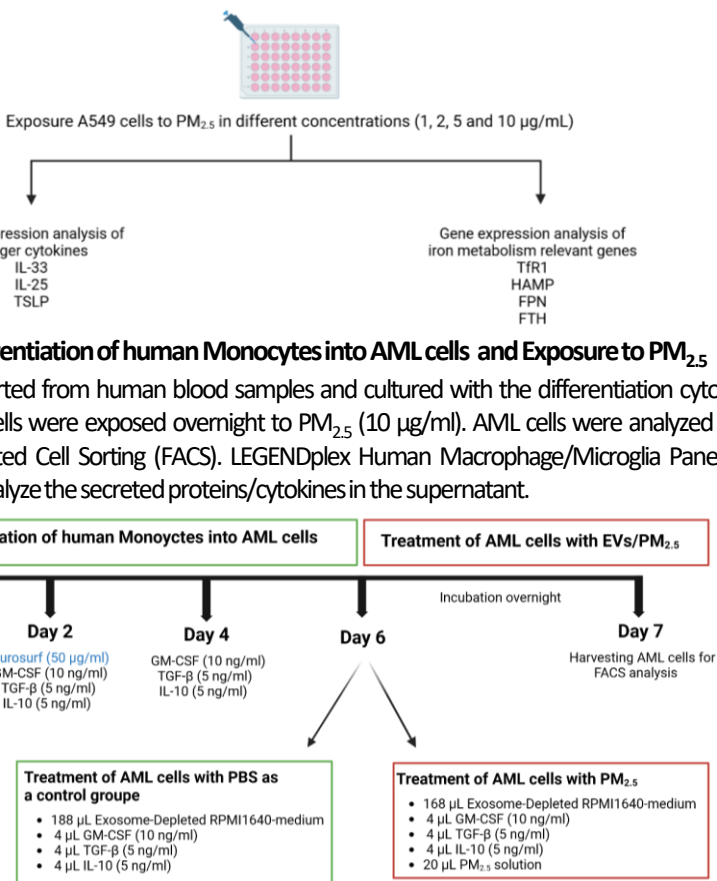 Exposure A549 cells to PM2.5 in different concentrations (1, 2, 5 and 10 µg/mL)
ression analysis of
ger cytokines
IL-33
IL-25
TSLP
Gene expression analysis of
iron metabolism relevant genes
TfR1
HAMP
FPN
FTH
rentiation of human Monocytes into AML cells and Exposure to PM2.5
rted from human blood samples and cultured with the differentiation cyto
ells were exposed overnight to PM2.5 (10 µg/ml). AML cells were analyzed
ted Cell Sorting (FACS). LEGENDplex Human Macrophage/Microglia Pane
alyze the secreted proteins/cytokines in the supernatant.
ation of human Monoyctes into AML cells
Treatment of AML cells with EVs/PM2.5
Incubation overnight
Day 2
urosurf (50 µg/ml)
GM-CSF (10 ng/ml)
TGF-β (5 ng/ml)
IL-10 (5 ng/ml)
Day 4
GM-CSF (10 ng/ml)
TGF-β (5 ng/ml)
IL-10 (5 ng/ml)
Day 6
Day 7
Harvesting AML cells for
FACS analysis
Treatment of AML cells with PBS as
a control groupe
• 188 µL Exosome-Depleted RPMI1640-medium
• 4 µL GM-CSF (10 ng/ml)
• 4 µL TGF-β (5 ng/ml)
• 4 µL IL-10 (5 ng/ml)
Treatment of AML cells with PM2.5
• 168 µL Exosome-Depleted RPMI1640-medium
• 4 µL GM-CSF (10 ng/ml)
• 4 µL TGF-β (5 ng/ml)
• 4 µL IL-10 (5 ng/ml)
• 20 µL PM2.5 solution